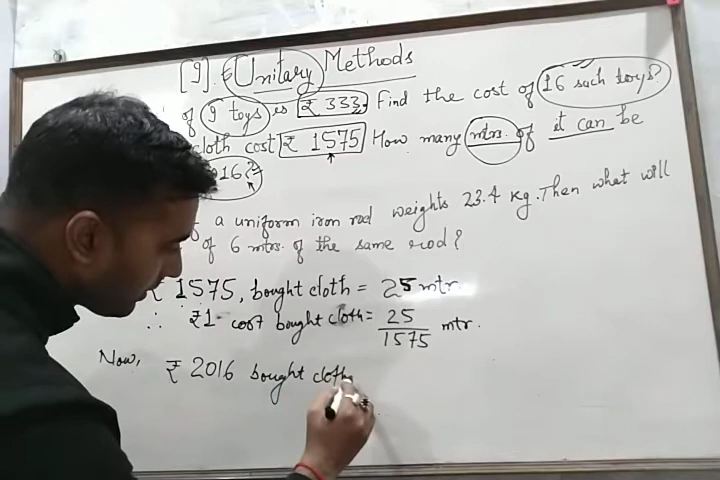 [9].6 Unitary Methods
of 9 toys is ₹ 333. Find the cost of 16 such toys?
cloth cost ₹ 1575 How many mtrs. of it can be
016?
a uniform iron rod weights 23.4 kg. Then what will
of 6 mtrs. of the same rod?
₹ 1575, bought cloth = 25 mtr.
∴ ₹1 cost bought cloth = 25/1575 mtr.
Now, ₹ 2016 bought cloth